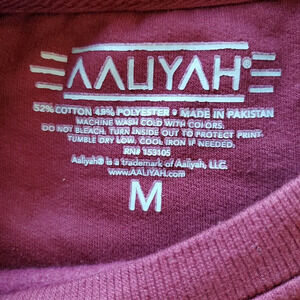 AALIYAH®
52% COTTON 48% POLYESTER • MADE IN PAKISTAN
MACHINE WASH COLD WITH COLORS.
DO NOT BLEACH. TURN INSIDE OUT TO PROTECT PRINT.
TUMBLE DRY LOW. COOL IRON IF NEEDED.
RN# 153105
Aaliyah® is a trademark of Aaliyah, LLC.
www.AALIYAH.com
M